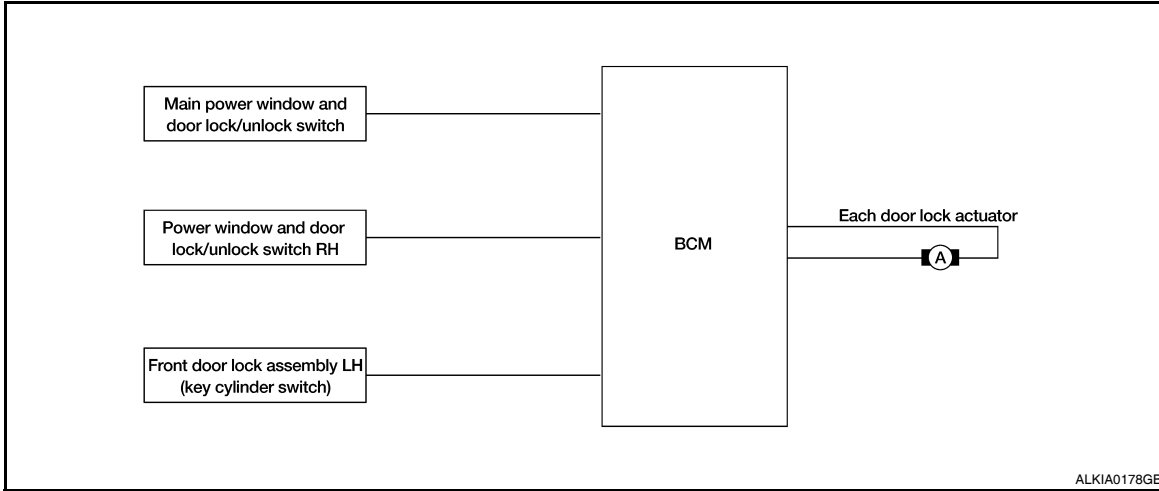 Main power window and
door lock/unlock switch
Power window and door
lock/unlock switch RH
Front door lock assembly LH
(key cylinder switch)
BCM
Each door lock actuator
A
ALKIA0178GB